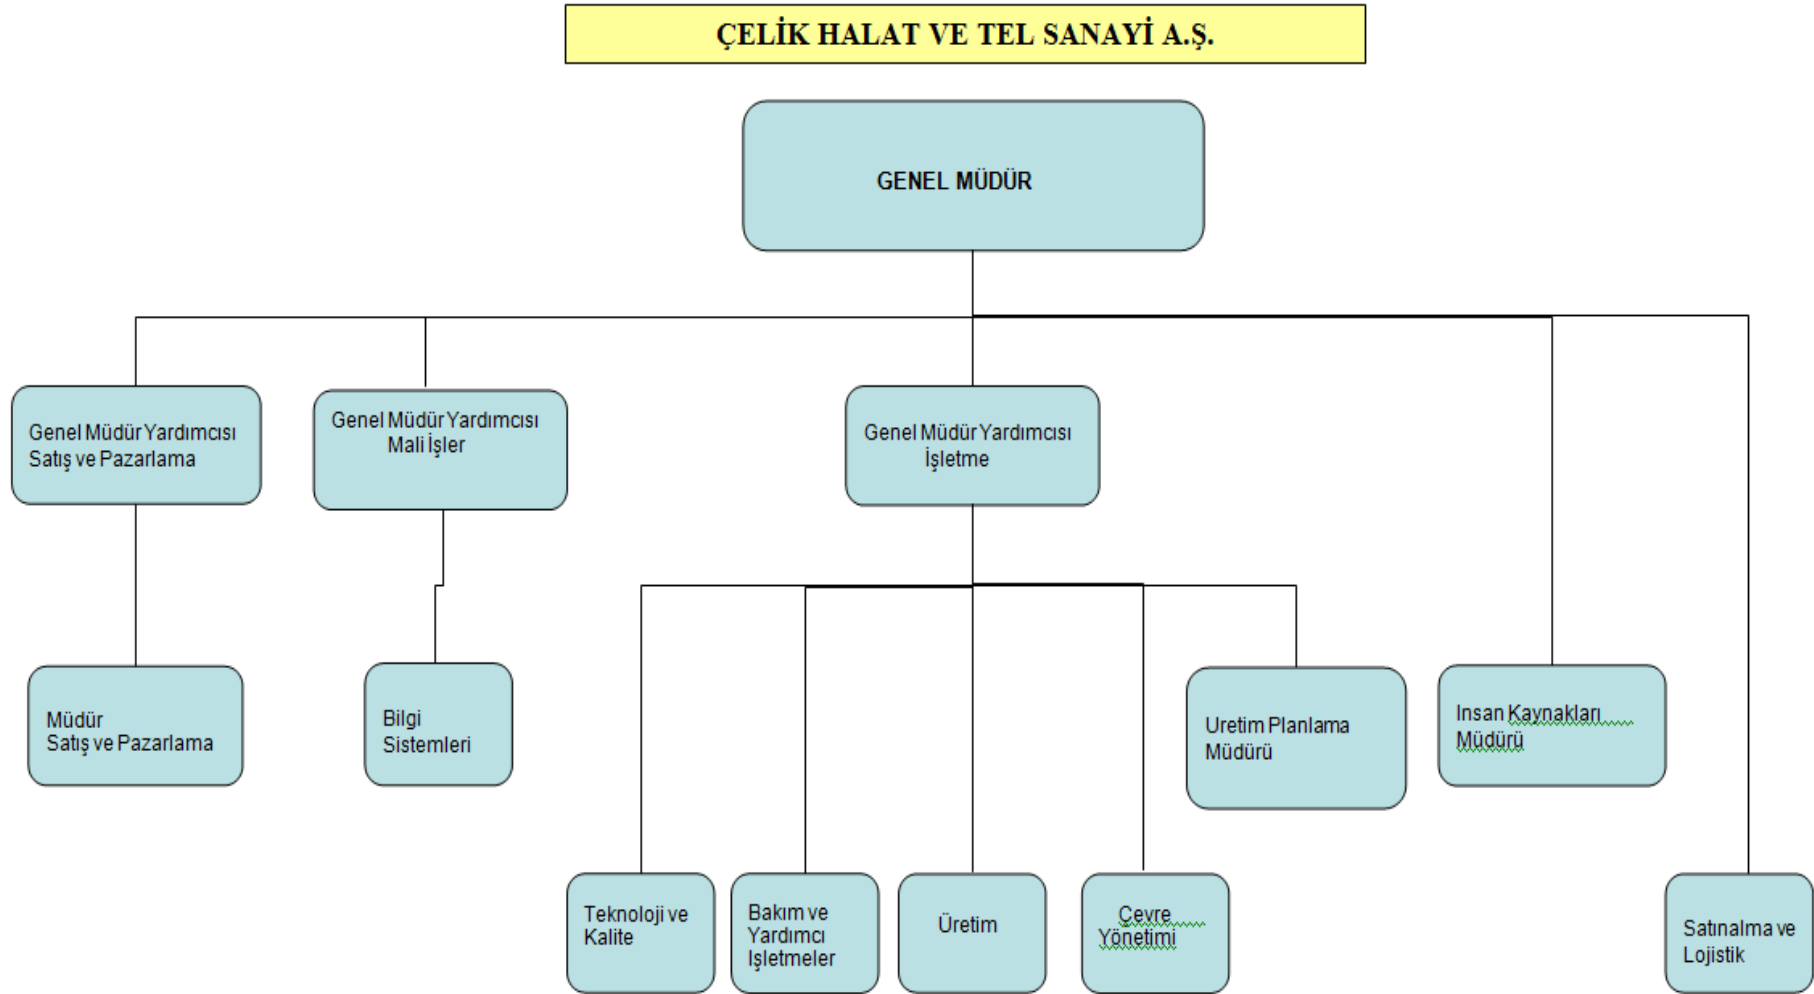 ÇELİK HALAT VE TEL SANAYİ A.Ş.
GENEL MÜDÜR
Genel Müdür Yardımcısı
Satış ve Pazarlama
Genel Müdür Yardımcısı
Mali İşler
Genel Müdür Yardımcısı
İşletme
Müdür
Satış ve Pazarlama
Bilgi
Sistemleri
Uretim Planlama
Müdürü
Insan Kaynakları
Müdürü
Teknoloji ve
Kalite
Bakım ve
Yardımcı
Işletmeler
Üretim
Çevre
Yönetimi
Satınalma ve
Lojistik